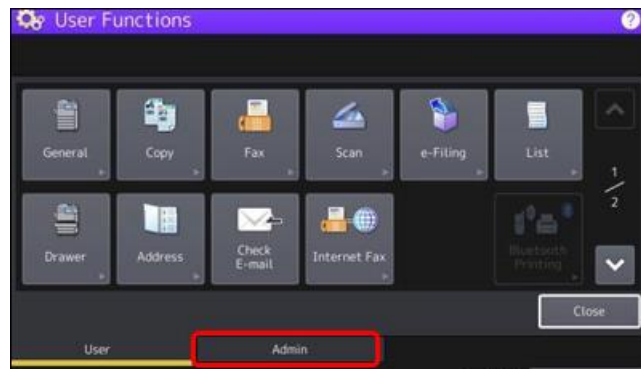 User Functions
?
General
Copy
Fax
Scan
e-Filing
List
1
2
Drawer
Address
Check
E-mail
Internet Fax
Bluetooth
Printing
Close
User
Admin